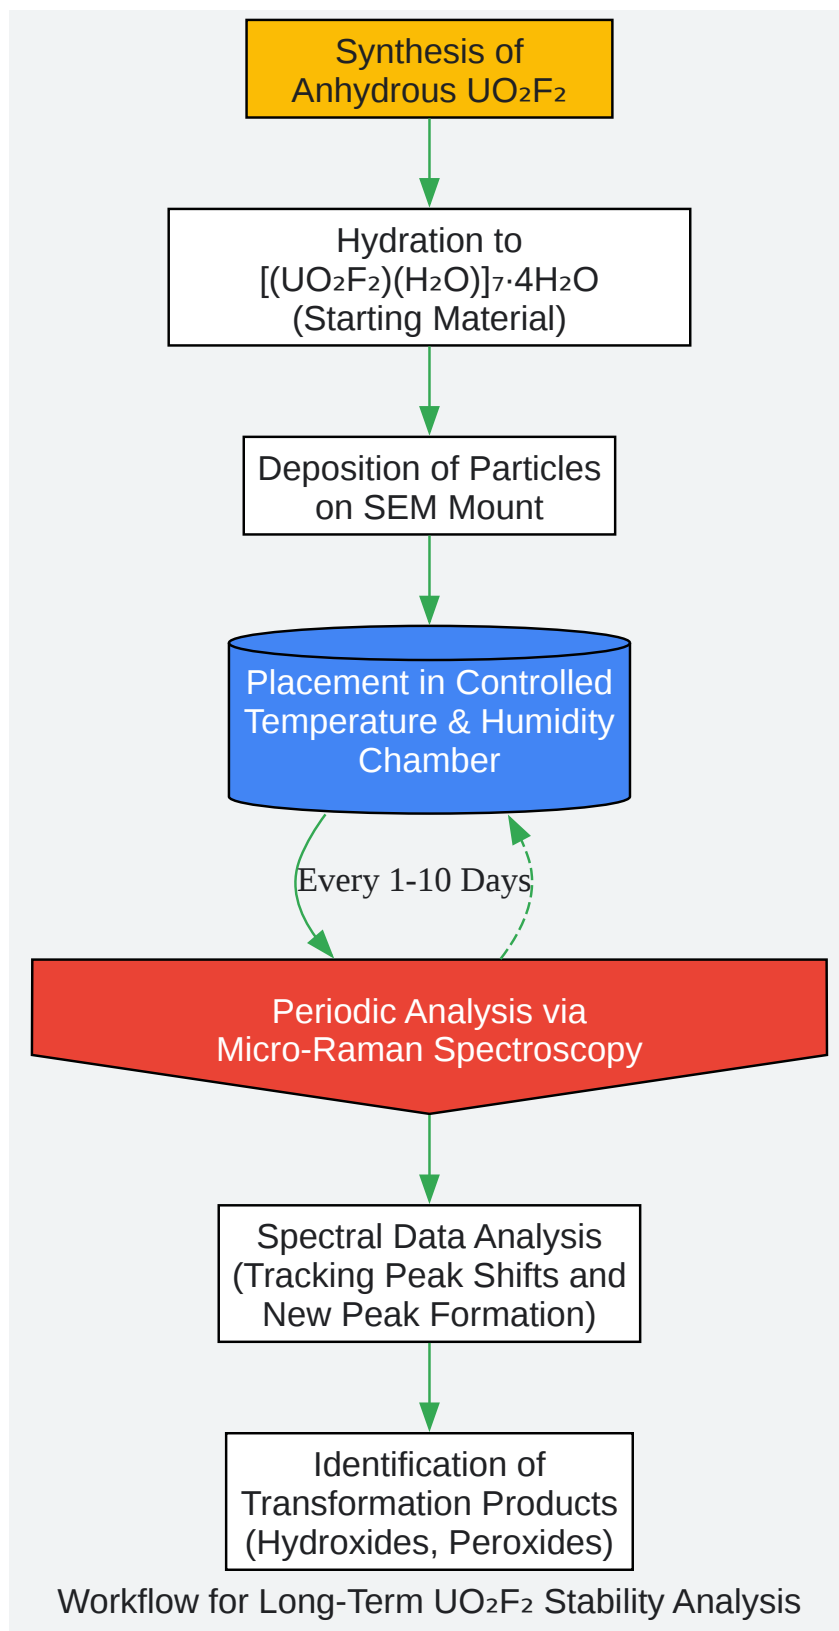 Synthesis of
Anhydrous UO₂F₂
Hydration to
[(UO₂F₂)(H₂O)]₇·4H₂O
(Starting Material)
Deposition of Particles
on SEM Mount
Placement in Controlled
Temperature & Humidity
Chamber
Every 1-10 Days
Periodic Analysis via
Micro-Raman Spectroscopy
Spectral Data Analysis
(Tracking Peak Shifts and
New Peak Formation)
Identification of
Transformation Products
(Hydroxides, Peroxides)
Workflow for Long-Term UO₂F₂ Stability Analysis